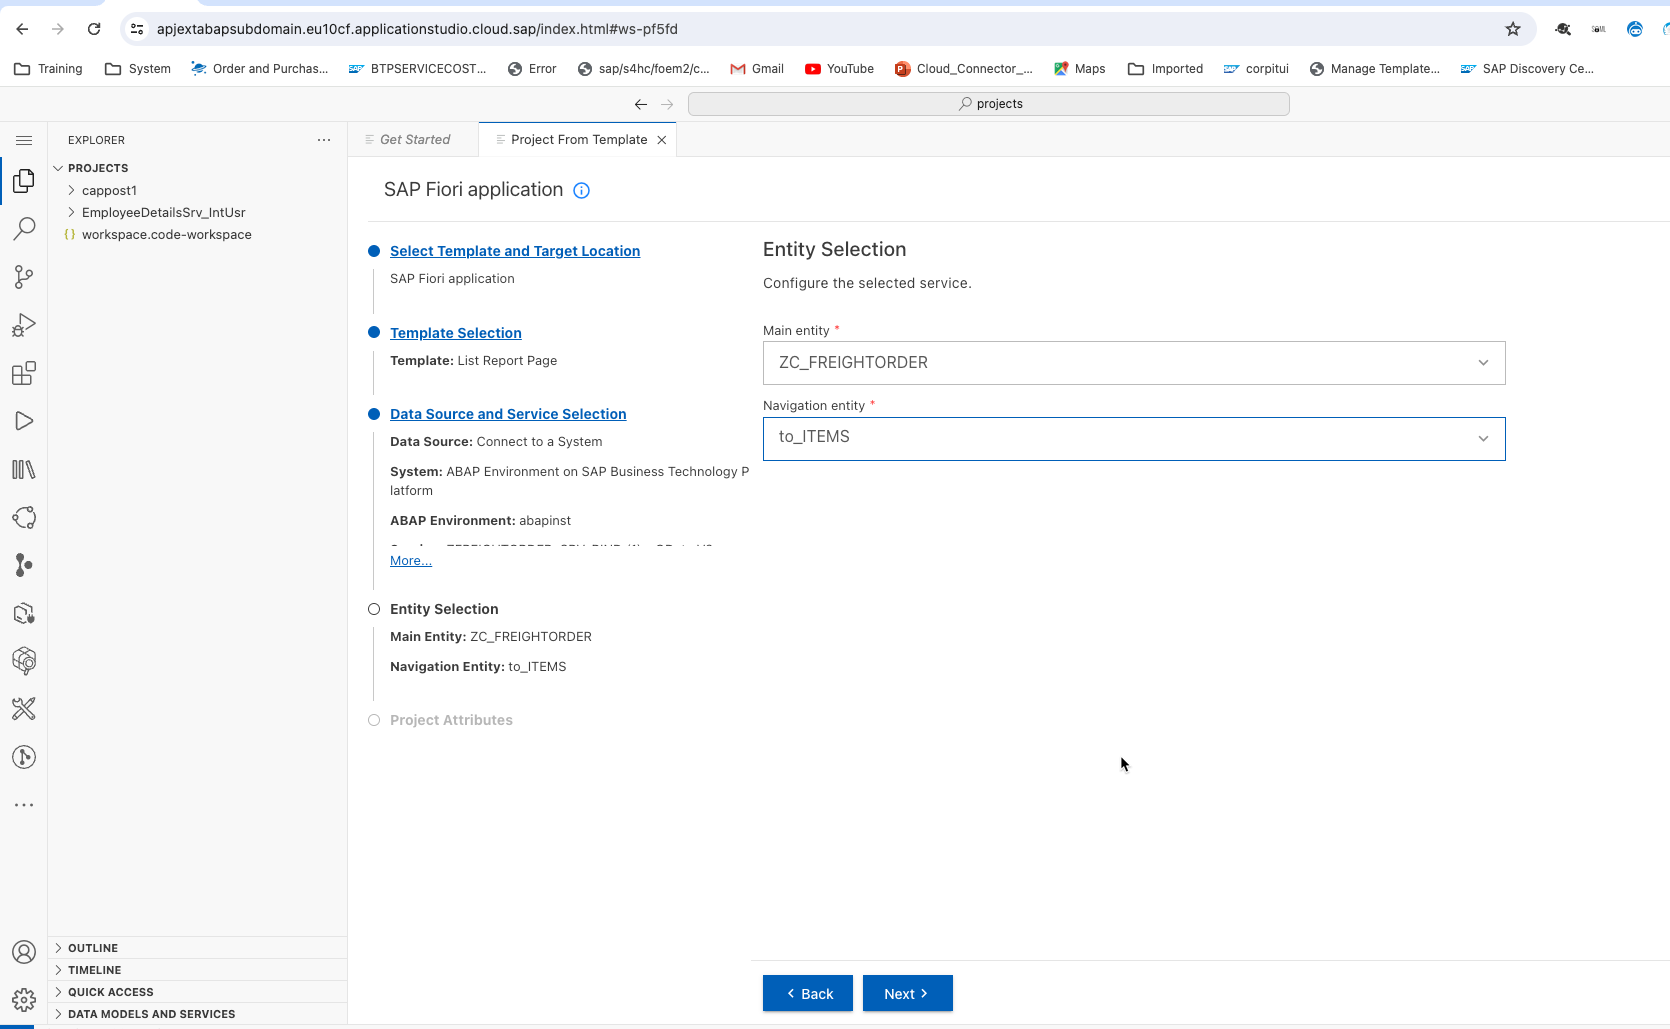 apjextabapsubdomain.eu10cf.applicationstudio.cloud.sap/index.html#ws-pf5fd
Training System Order and Purchas... BTPSERVICECOST... Error sap/s4hc/foem2/c... Gmail YouTube Cloud_Connector_... Maps Imported corpitui Manage Template... SAP Discovery Ce...
projects
EXPLORER
Get Started
Project From Template
PROJECTS
cappost1
EmployeeDetailsSrv_IntUsr
workspace.code-workspace
SAP Fiori application
Select Template and Target Location
SAP Fiori application
Template Selection
Template: List Report Page
Data Source and Service Selection
Data Source: Connect to a System
System: ABAP Environment on SAP Business Technology P
latform
ABAP Environment: abapinst
More...
Entity Selection
Main Entity: ZC_FREIGHTORDER
Navigation Entity: to_ITEMS
Project Attributes
Entity Selection
Configure the selected service.
Main entity *
ZC_FREIGHTORDER
Navigation entity *
to_ITEMS
Back
Next
OUTLINE
TIMELINE
QUICK ACCESS
DATA MODELS AND SERVICES